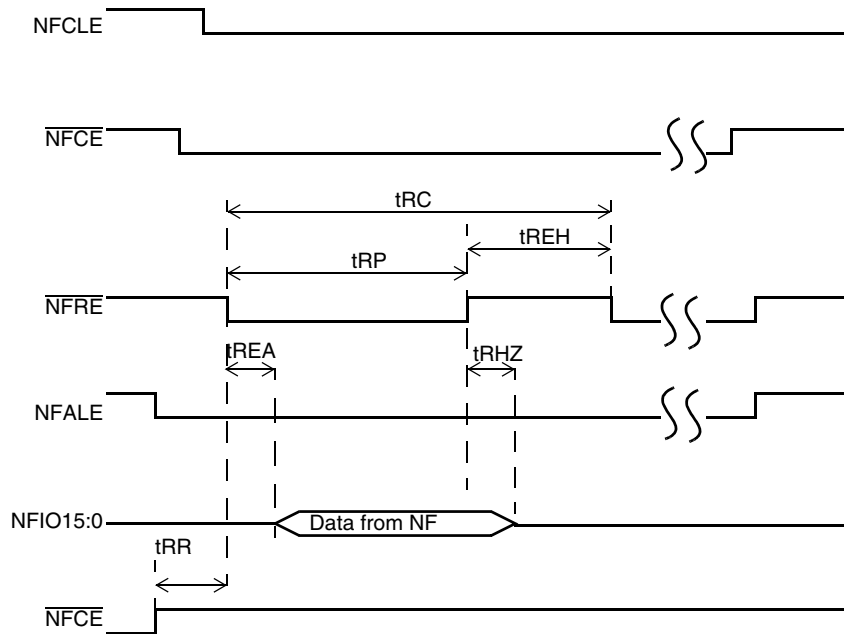 NFCLE
NFCE
tRC
tREH
tRP
NFRE
tREA
tRHZ
NFALE
NFIO15:0
Data from NF
tRR
NFCE